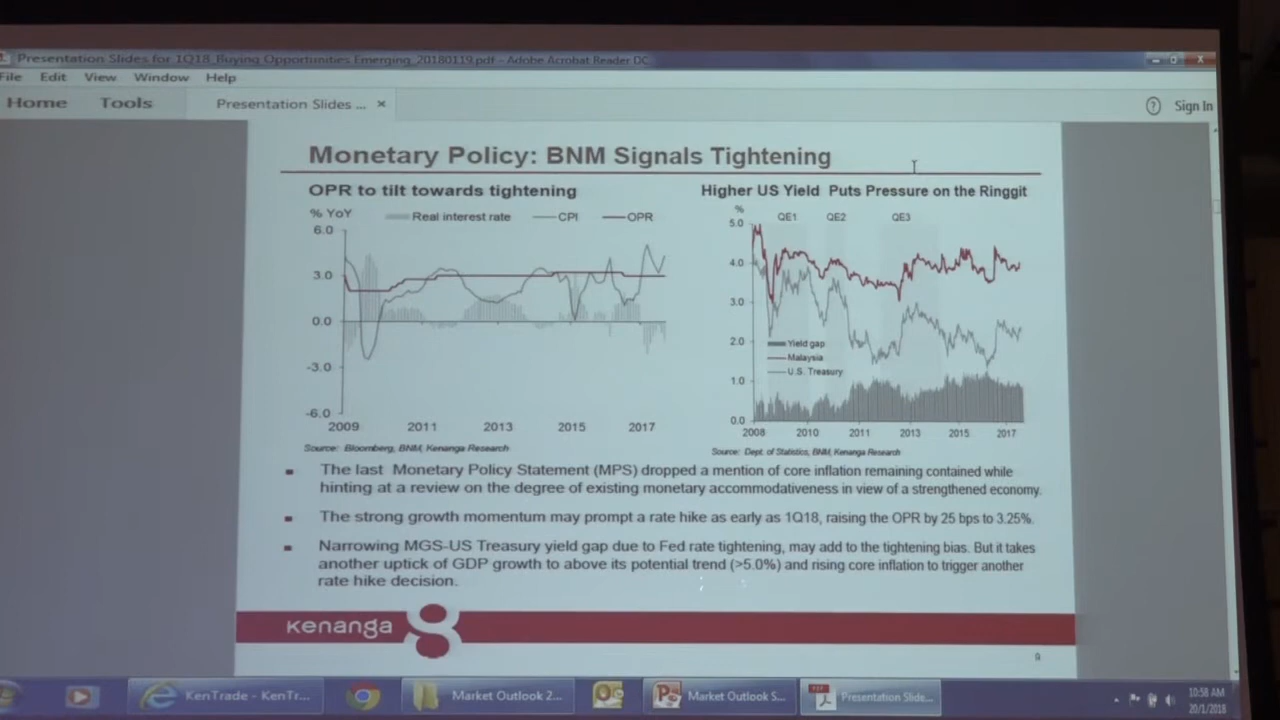 Presentation Slides for 1Q18_Buying Opportunities Emerging_20180119.pdf - Adobe Acrobat Reader DC
File Edit View Window Help
Home Tools Presentation Slides ... × ? Sign In
Monetary Policy: BNM Signals Tightening
OPR to tilt towards tightening
% YoY
Real interest rate CPI OPR
6.0
3.0
0.0
-3.0
-6.0
2009 2011 2013 2015 2017
Source: Bloomberg, BNM, Kenanga Research
Higher US Yield Puts Pressure on the Ringgit
%
QE1 QE2 QE3
5.0
4.0
3.0
2.0
1.0
0.0
Yield gap
Malaysia
U.S. Treasury
2008 2010 2011 2013 2015 2017
Source: Dept. of Statistics, BNM, Kenanga Research
The last Monetary Policy Statement (MPS) dropped a mention of core inflation remaining contained while
hinting at a review on the degree of existing monetary accommodativeness in view of a strengthened economy.
The strong growth momentum may prompt a rate hike as early as 1Q18, raising the OPR by 25 bps to 3.25%.
Narrowing MGS-US Treasury yield gap due to Fed rate tightening, may add to the tightening bias. But it takes
another uptick of GDP growth to above its potential trend (>5.0%) and rising core inflation to trigger another
rate hike decision.
kenanga
9
KenTrade - KenTr... Market Outlook 2... Market Outlook S... Presentation Slide...
10:58 AM
20/1/2018